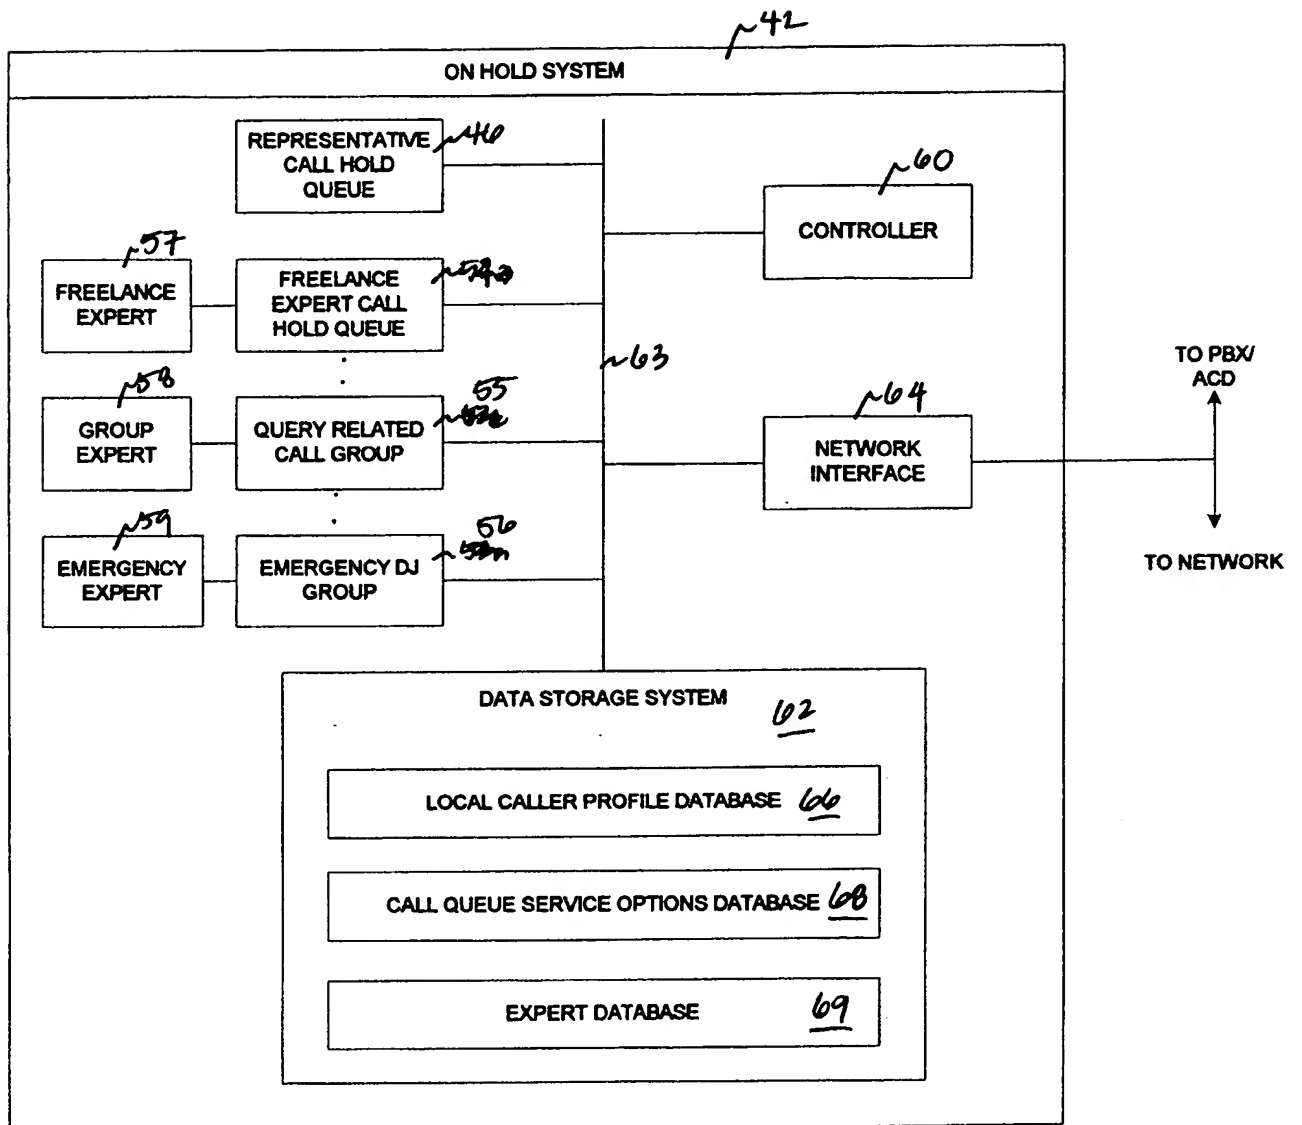 42
ON HOLD SYSTEM
REPRESENTATIVE
CALL HOLD
QUEUE
46
60
CONTROLLER
57
FREELANCE
EXPERT
FREELANCE
EXPERT CALL
HOLD QUEUE
63
TO PBX/
ACD
58
GROUP
EXPERT
QUERY RELATED
CALL GROUP
55
64
NETWORK
INTERFACE
59
EMERGENCY
EXPERT
EMERGENCY DJ
GROUP
56
TO NETWORK
DATA STORAGE SYSTEM
62
LOCAL CALLER PROFILE DATABASE 66
CALL QUEUE SERVICE OPTIONS DATABASE 68
EXPERT DATABASE 69